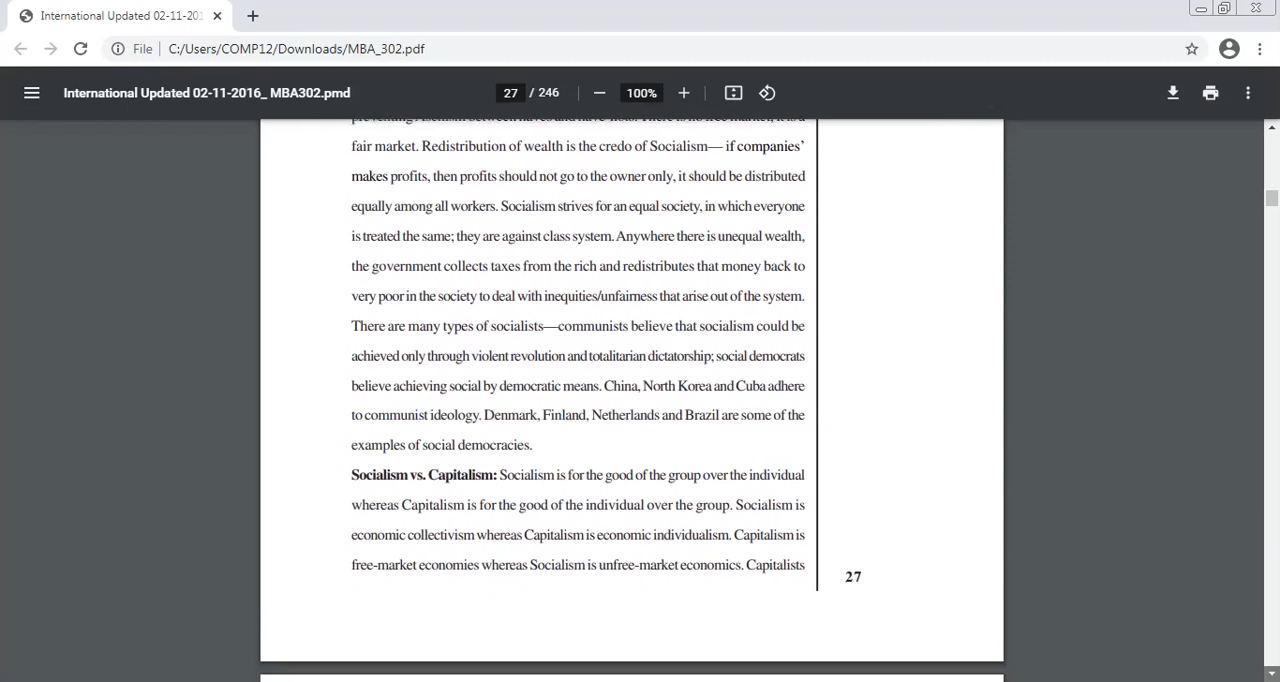 International Updated 02-11-201
File
C:/Users/COMP12/Downloads/MBA_302.pdf
International Updated 02-11-2016_ MBA302.pmd
27 / 246
100%
fair market. Redistribution of wealth is the credo of Socialism— if companies’
makes profits, then profits should not go to the owner only, it should be distributed
equally among all workers. Socialism strives for an equal society, in which everyone
is treated the same; they are against class system. Anywhere there is unequal wealth,
the government collects taxes from the rich and redistributes that money back to
very poor in the society to deal with inequities/unfairness that arise out of the system.
There are many types of socialists—communists believe that socialism could be
achieved only through violent revolution and totalitarian dictatorship; social democrats
believe achieving social by democratic means. China, North Korea and Cuba adhere
to communist ideology. Denmark, Finland, Netherlands and Brazil are some of the
examples of social democracies.
Socialism vs. Capitalism: Socialism is for the good of the group over the individual
whereas Capitalism is for the good of the individual over the group. Socialism is
economic collectivism whereas Capitalism is economic individualism. Capitalism is
free-market economies whereas Socialism is unfree-market economics. Capitalists
27